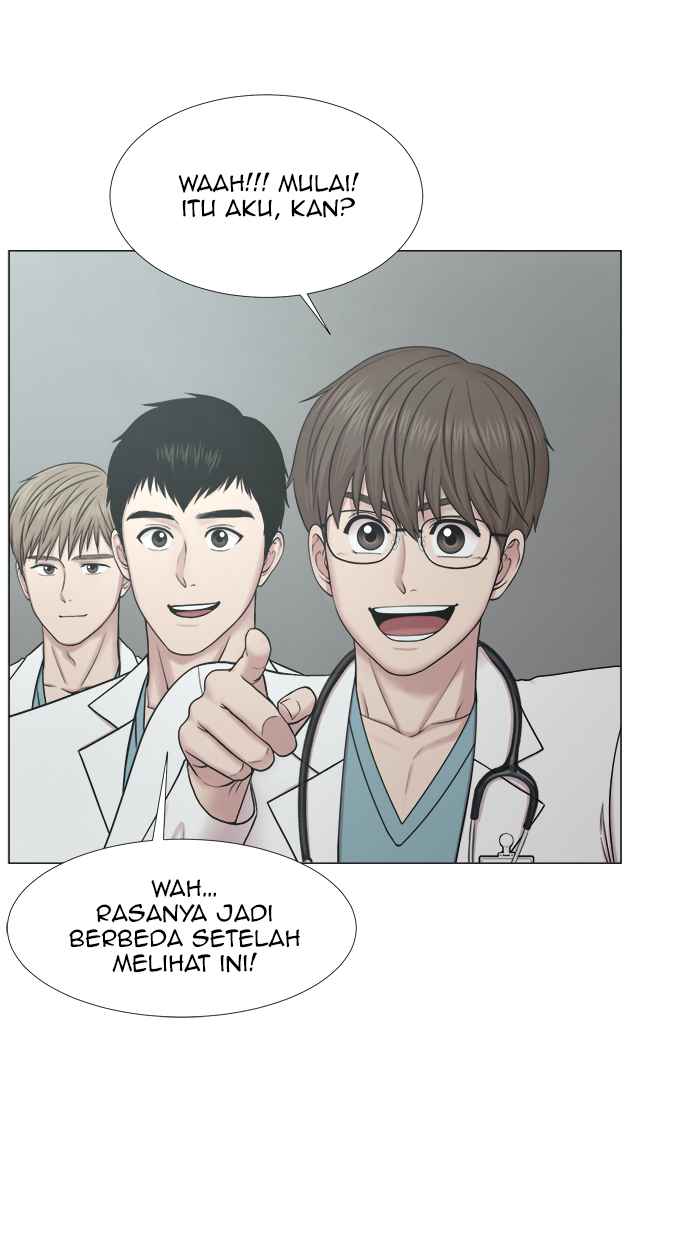 WAAH!!! MULAI!
ITU AKU, KAN?
WAH...
RASANYA JADI
BERBEDA SETELAH
MELIHAT INI!